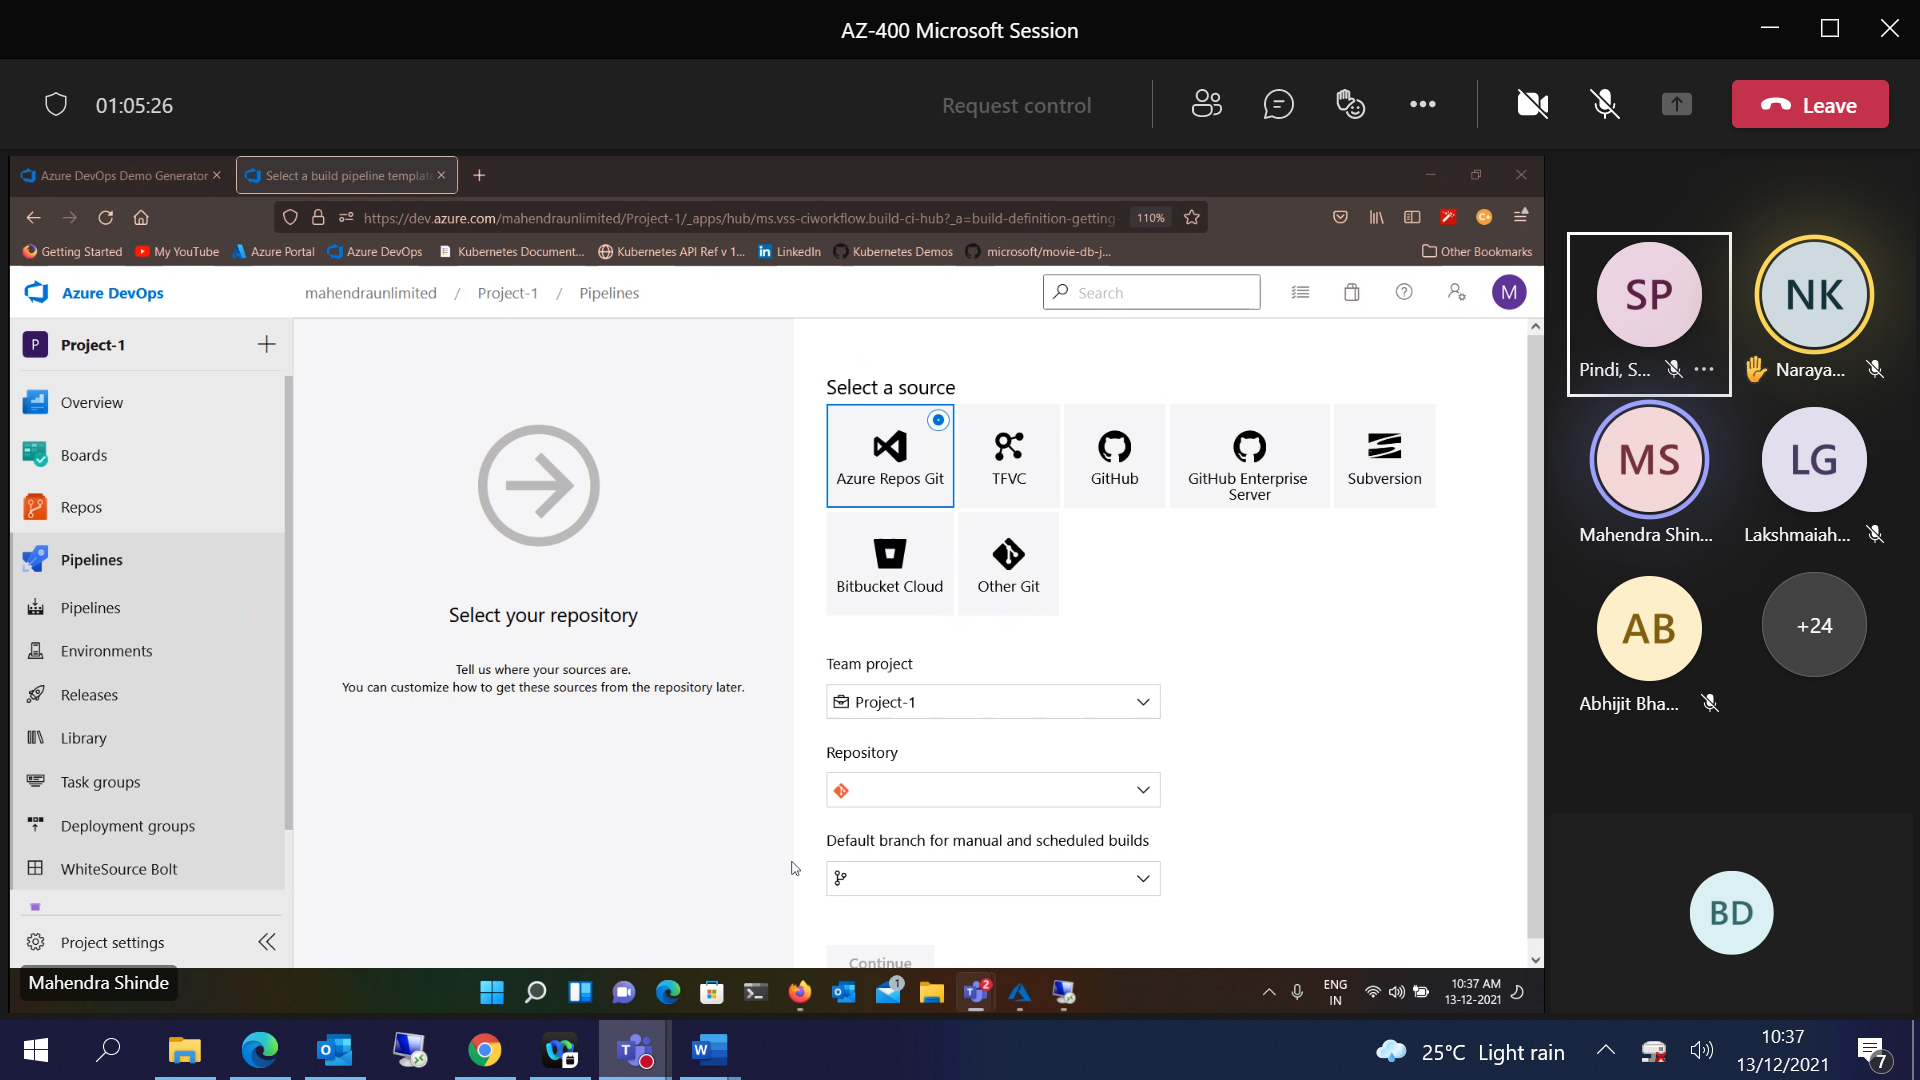 AZ-400 Microsoft Session
01:05:26
Request control
Leave
Azure DevOps Demo Generator
Select a build pipeline template
https://dev.azure.com/mahendraunlimited/Project-1/_apps/hub/ms.vss-ciworkflow.build-ci-hub?_a=build-definition-getting-
110%
Getting Started
My YouTube
Azure Portal
Azure DevOps
Kubernetes Document...
Kubernetes API Ref v 1...
LinkedIn
Kubernetes Demos
microsoft/movie-db-j...
Other Bookmarks
Azure DevOps
mahendraunlimited / Project-1 / Pipelines
Search
M
P Project-1
Overview
Boards
Repos
Pipelines
Pipelines
Environments
Releases
Library
Task groups
Deployment groups
WhiteSource Bolt
Project settings
Mahendra Shinde
Select your repository
Tell us where your sources are.
You can customize how to get these sources from the repository later.
Select a source
Azure Repos Git
TFVC
GitHub
GitHub Enterprise
Server
Subversion
Bitbucket Cloud
Other Git
Team project
Project-1
Repository
Default branch for manual and scheduled builds
Continue
SP
Pindi, S...
NK
Naraya...
MS
Mahendra Shin...
LG
Lakshmaiah...
AB
Abhijit Bha...
+24
BD
1
2
ENG
IN
10:37 AM
13-12-2021
25°C Light rain
10:37
13/12/2021
7